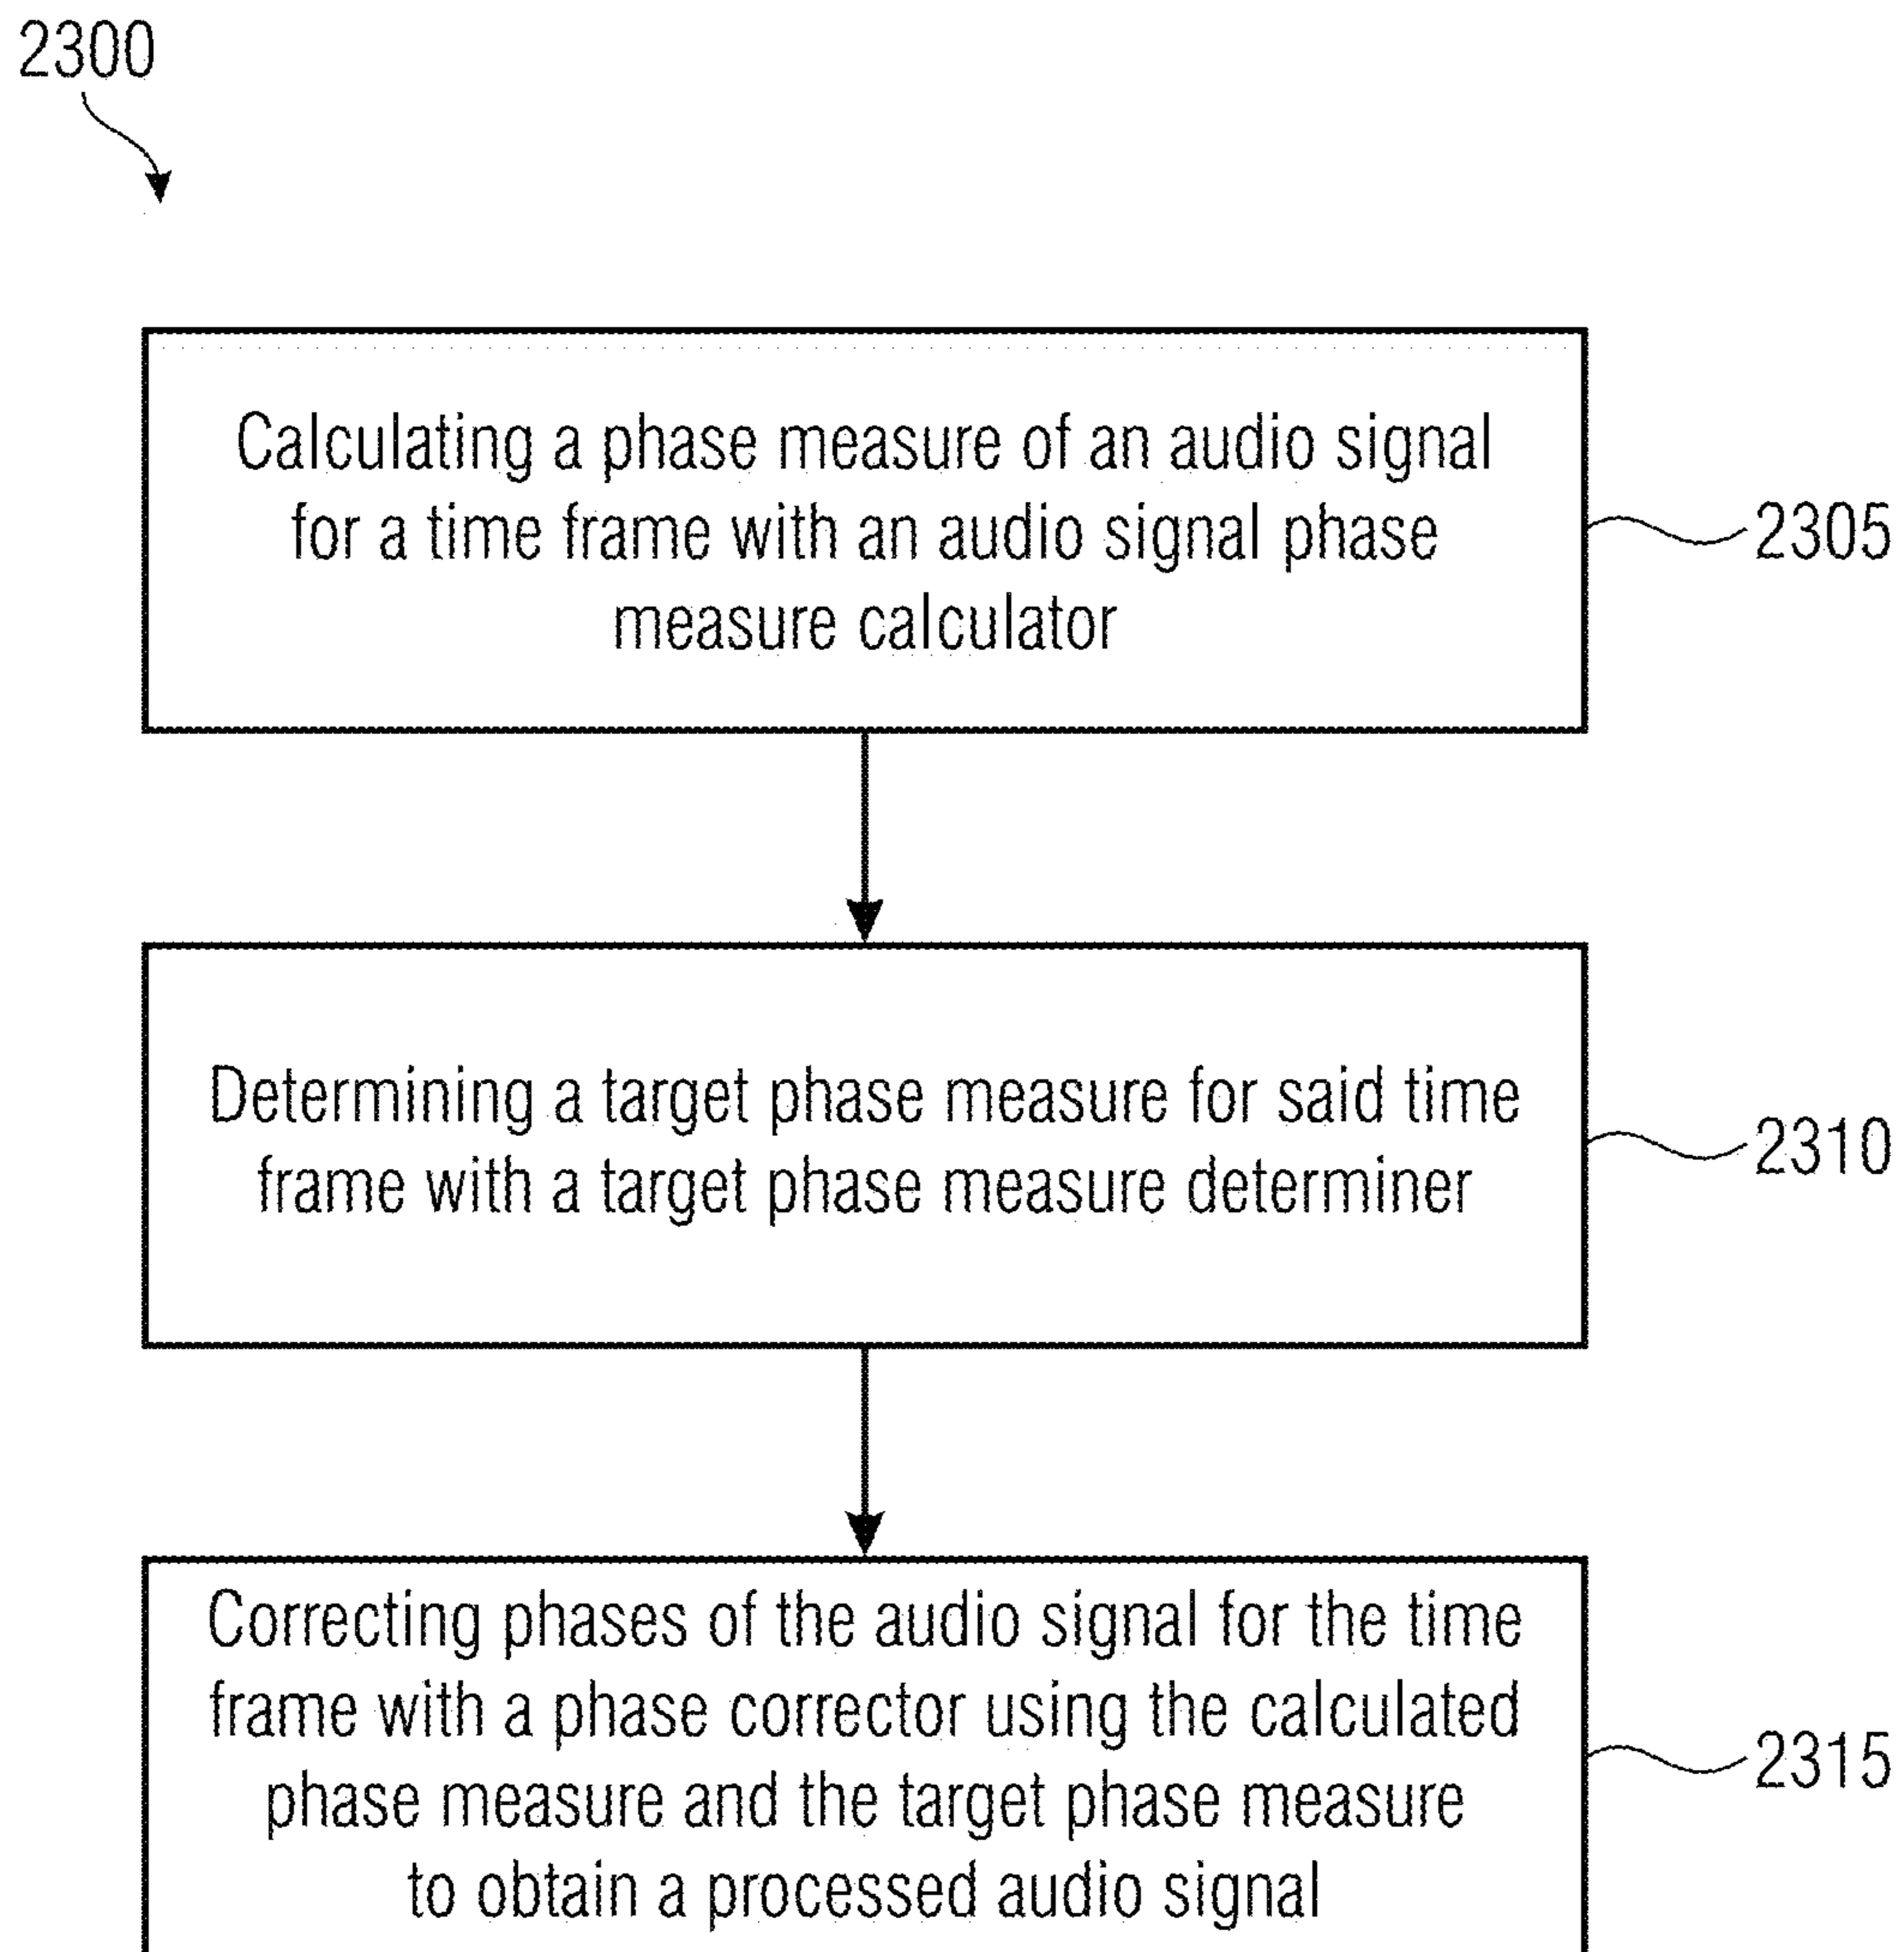 2300
Calculating a phase measure of an audio signal
for a time frame with an audio signal phase
measure calculator
2305
Determining a target phase measure for said time
frame with a target phase measure determiner
2310
Correcting phases of the audio signal for the time
frame with a phase corrector using the calculated
phase measure and the target phase measure
to obtain a processed audio signal
2315